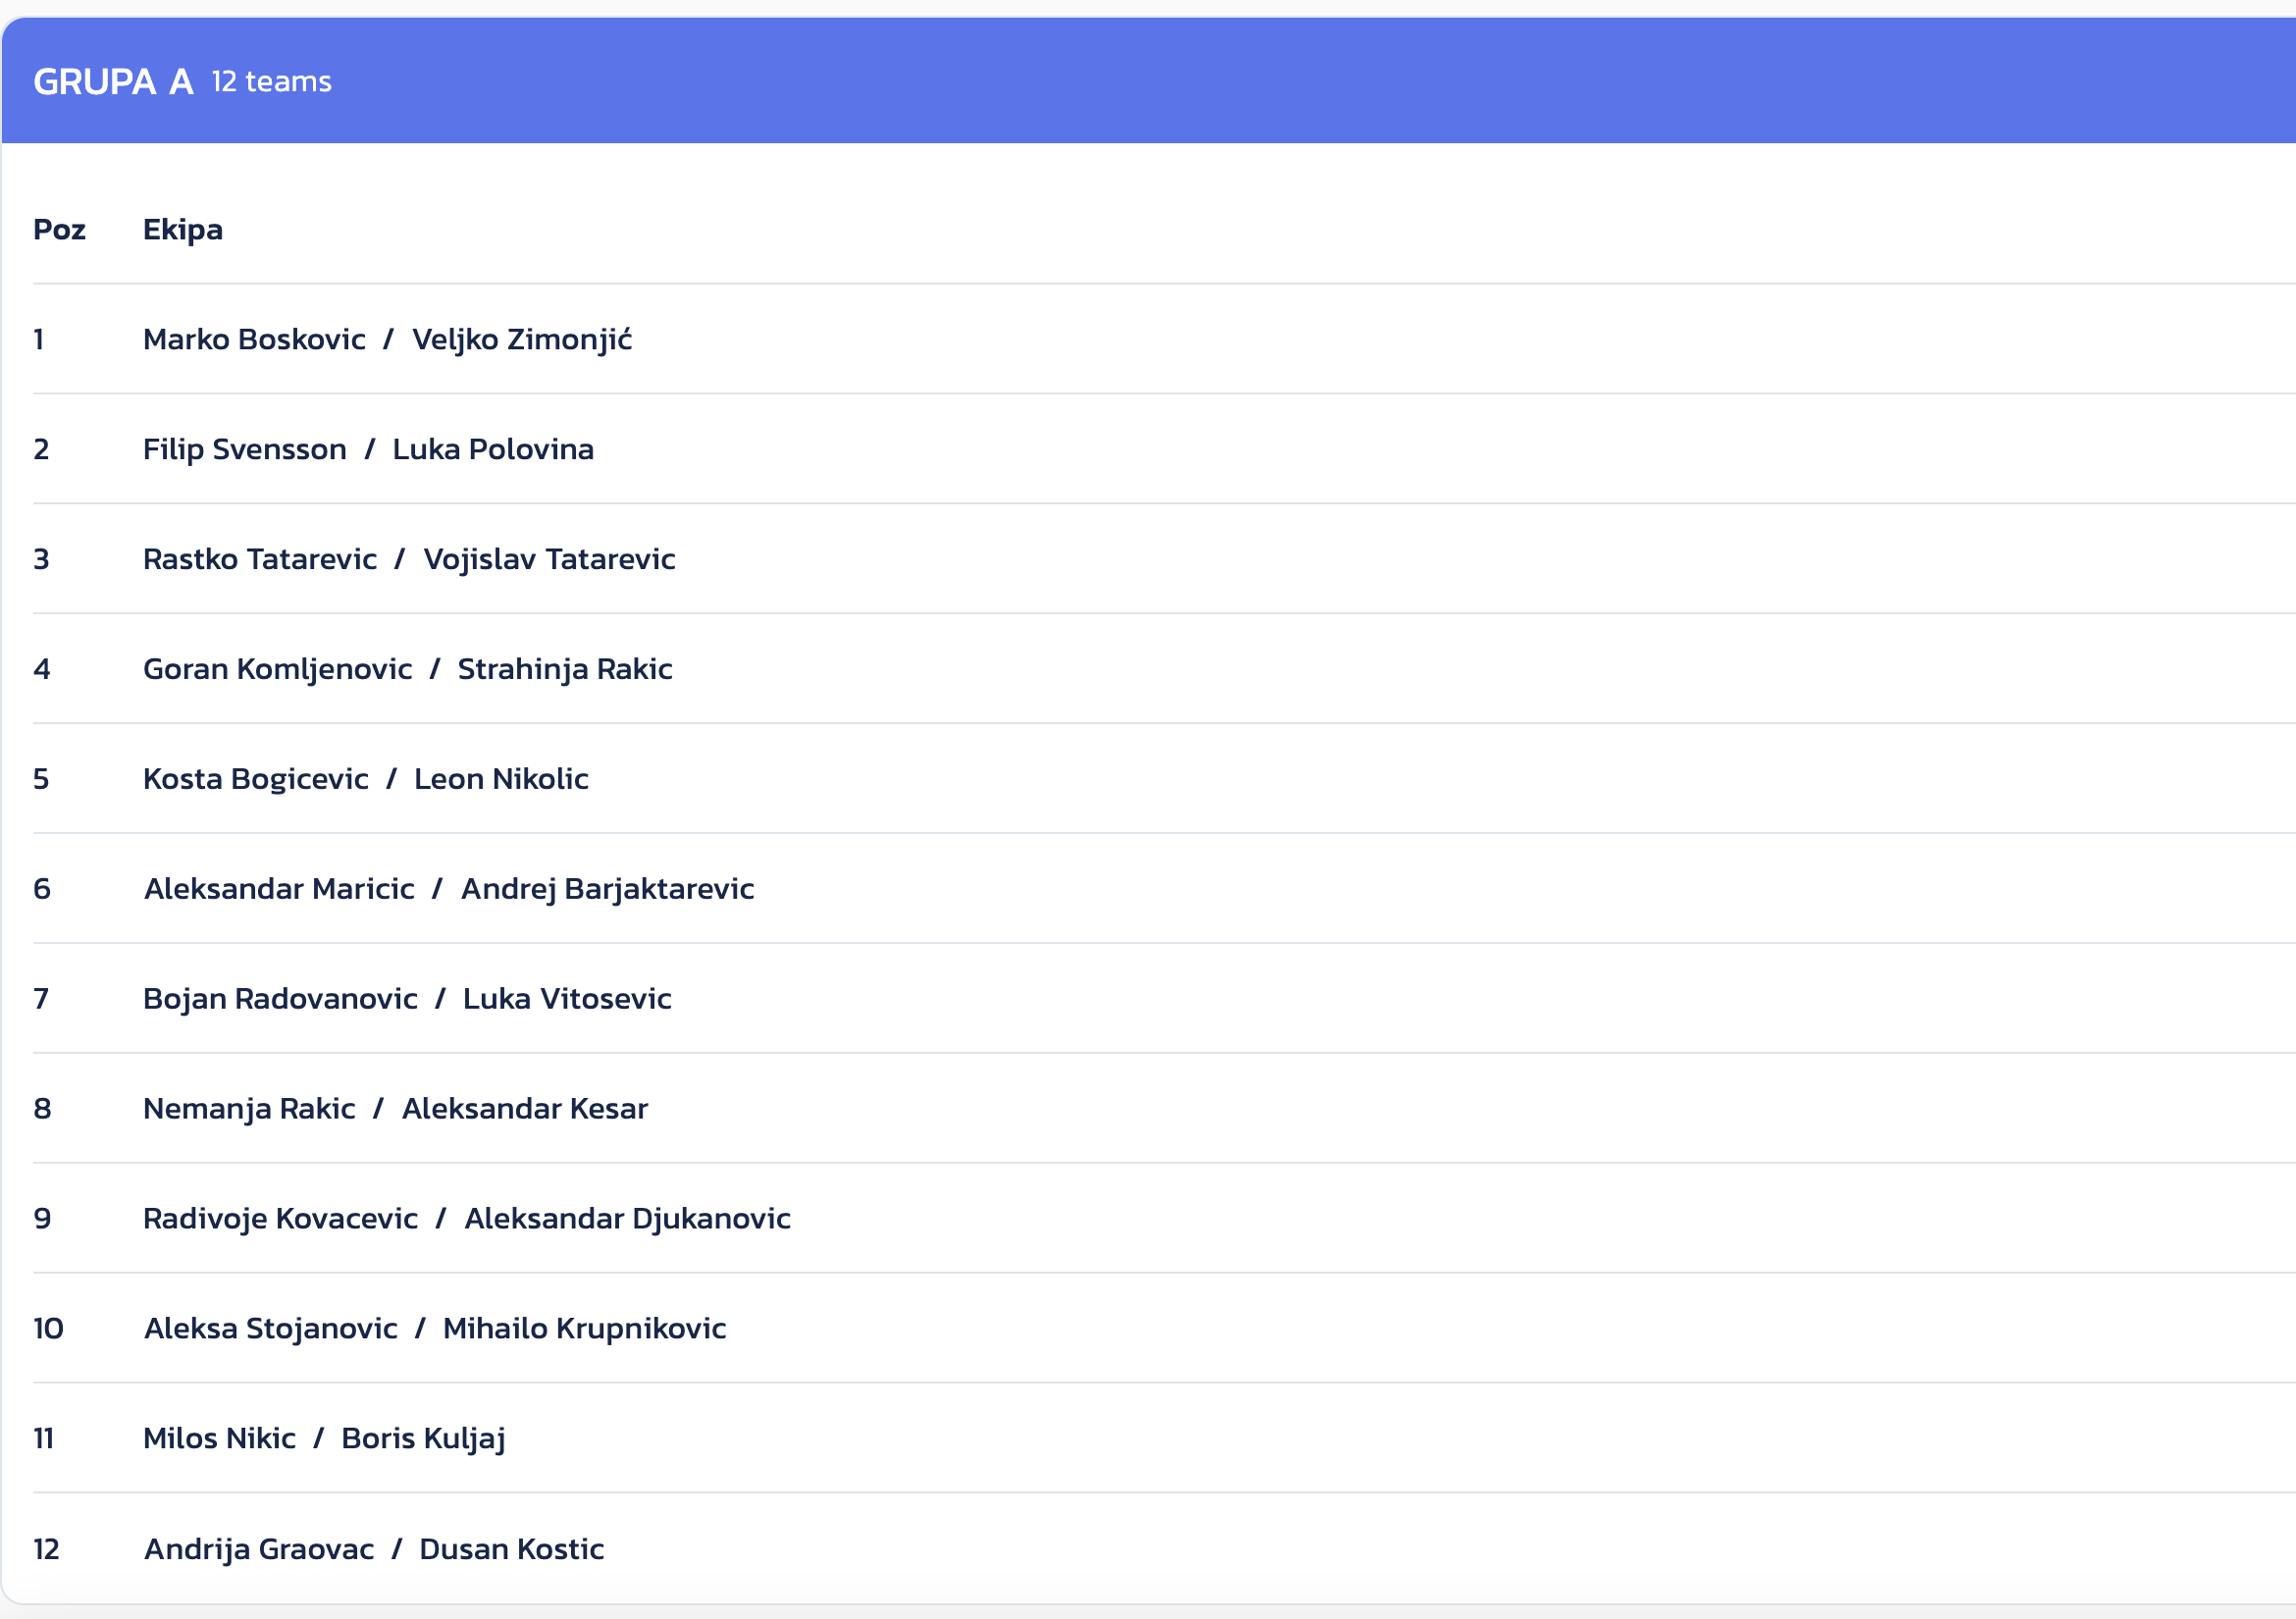 GRUPA A 12 teams
Poz Ekipa
1 Marko Boskovic / Veljko Zimonjić
2 Filip Svensson / Luka Polovina
3 Rastko Tatarevic / Vojislav Tatarevic
4 Goran Komljenovic / Strahinja Rakic
5 Kosta Bogicevic / Leon Nikolic
6 Aleksandar Maricic / Andrej Barjaktarevic
7 Bojan Radovanovic / Luka Vitosevic
8 Nemanja Rakic / Aleksandar Kesar
9 Radivoje Kovacevic / Aleksandar Djukanovic
10 Aleksa Stojanovic / Mihailo Krupnikovic
11 Milos Nikic / Boris Kuljaj
12 Andrija Graovac / Dusan Kostic